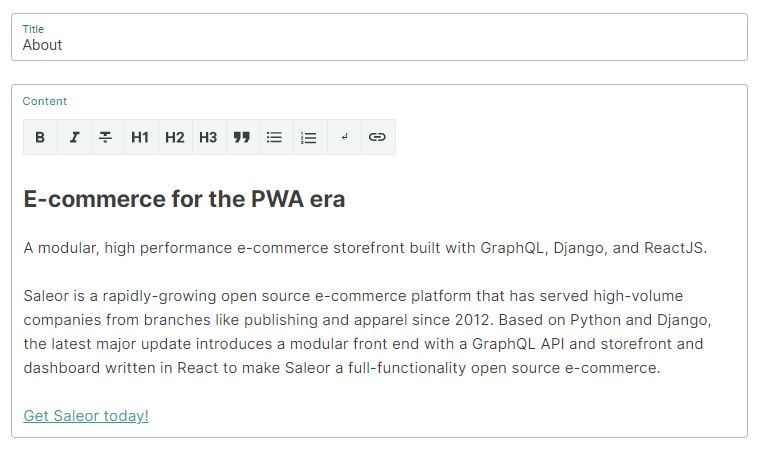 Title
About
Content
B I T H1 H2 H3
E-commerce for the PWA era
A modular, high performance e-commerce storefront built with GraphQL, Django, and ReactJS.
Saleor is a rapidly-growing open source e-commerce platform that has served high-volume
companies from branches like publishing and apparel since 2012. Based on Python and Django,
the latest major update introduces a modular front end with a GraphQL API and storefront and
dashboard written in React to make Saleor a full-functionality open source e-commerce.
Get Saleor today!